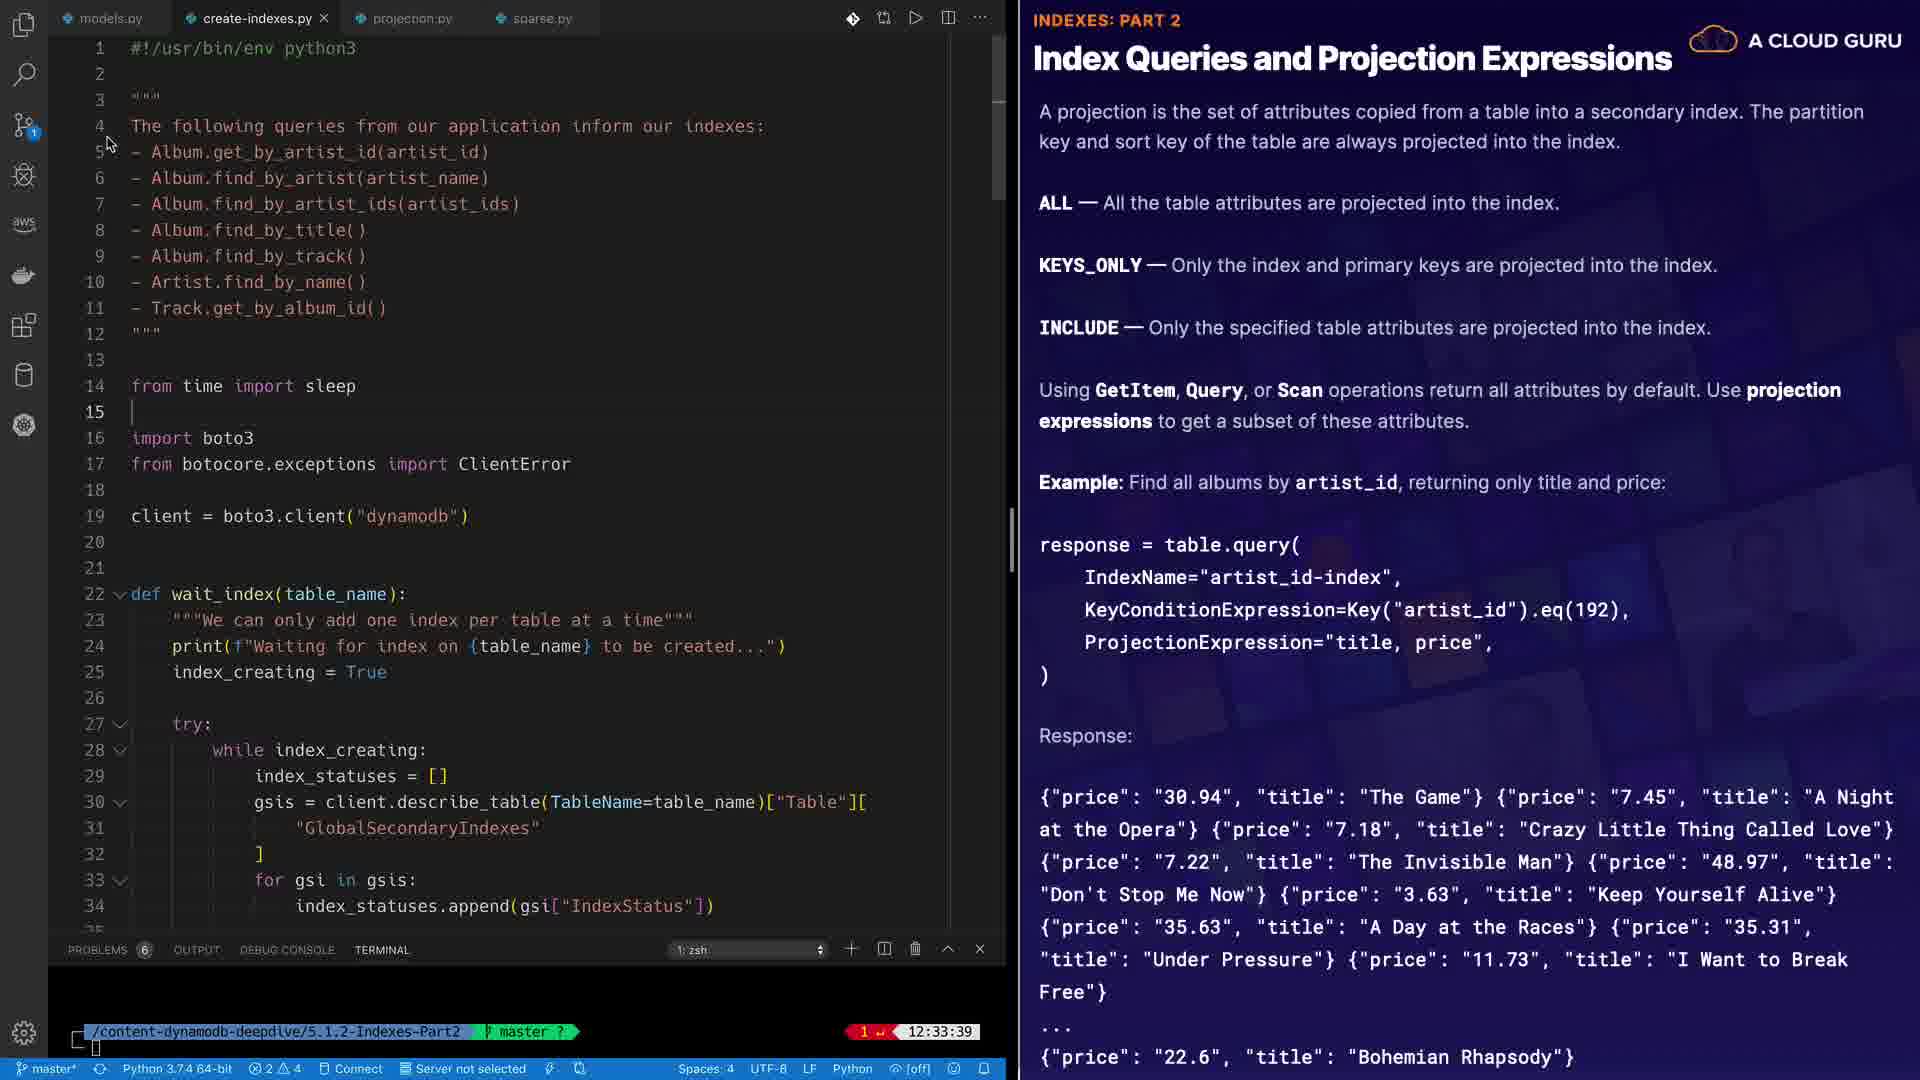 models.py
create-indexes.py
projection.py
sparse.py
1 #!/usr/bin/env python3
2
3 """
4 The following queries from our application inform our indexes:
5 - Album.get_by_artist_id(artist_id)
6 - Album.find_by_artist(artist_name)
7 - Album.find_by_artist_ids(artist_ids)
8 - Album.find_by_title()
9 - Album.find_by_track()
10 - Artist.find_by_name()
11 - Track.get_by_album_id()
12 """
13
14 from time import sleep
15
16 import boto3
17 from botocore.exceptions import ClientError
18
19 client = boto3.client("dynamodb")
20
21
22 def wait_index(table_name):
23 """We can only add one index per table at a time"""
24 print(f"Waiting for index on {table_name} to be created...")
25 index_creating = True
26
27 try:
28 while index_creating:
29 index_statuses = []
30 gsis = client.describe_table(TableName=table_name)["Table"][
31 "GlobalSecondaryIndexes"
32 ]
33 for gsi in gsis:
34 index_statuses.append(gsi["IndexStatus"])
35
1
aws
PROBLEMS 6 OUTPUT DEBUG CONSOLE TERMINAL 1: zsh
/content-dynamodb-deepdive/5.1.2-Indexes-Part2 master ? 1 ↵ 12:33:39
master* Python 3.7.4 64-bit 2 4 Connect Server not selected Spaces: 4 UTF-8 LF Python [off]
INDEXES: PART 2
Index Queries and Projection Expressions
A CLOUD GURU
A projection is the set of attributes copied from a table into a secondary index. The partition
key and sort key of the table are always projected into the index.
ALL — All the table attributes are projected into the index.
KEYS_ONLY — Only the index and primary keys are projected into the index.
INCLUDE — Only the specified table attributes are projected into the index.
Using GetItem, Query, or Scan operations return all attributes by default. Use projection
expressions to get a subset of these attributes.
Example: Find all albums by artist_id, returning only title and price:
response = table.query(
IndexName="artist_id-index",
KeyConditionExpression=Key("artist_id").eq(192),
ProjectionExpression="title, price",
)
Response:
{"price": "30.94", "title": "The Game"} {"price": "7.45", "title": "A Night
at the Opera"} {"price": "7.18", "title": "Crazy Little Thing Called Love"}
{"price": "7.22", "title": "The Invisible Man"} {"price": "48.97", "title":
"Don't Stop Me Now"} {"price": "3.63", "title": "Keep Yourself Alive"}
{"price": "35.63", "title": "A Day at the Races"} {"price": "35.31",
"title": "Under Pressure"} {"price": "11.73", "title": "I Want to Break
Free"}
...
{"price": "22.6", "title": "Bohemian Rhapsody"}